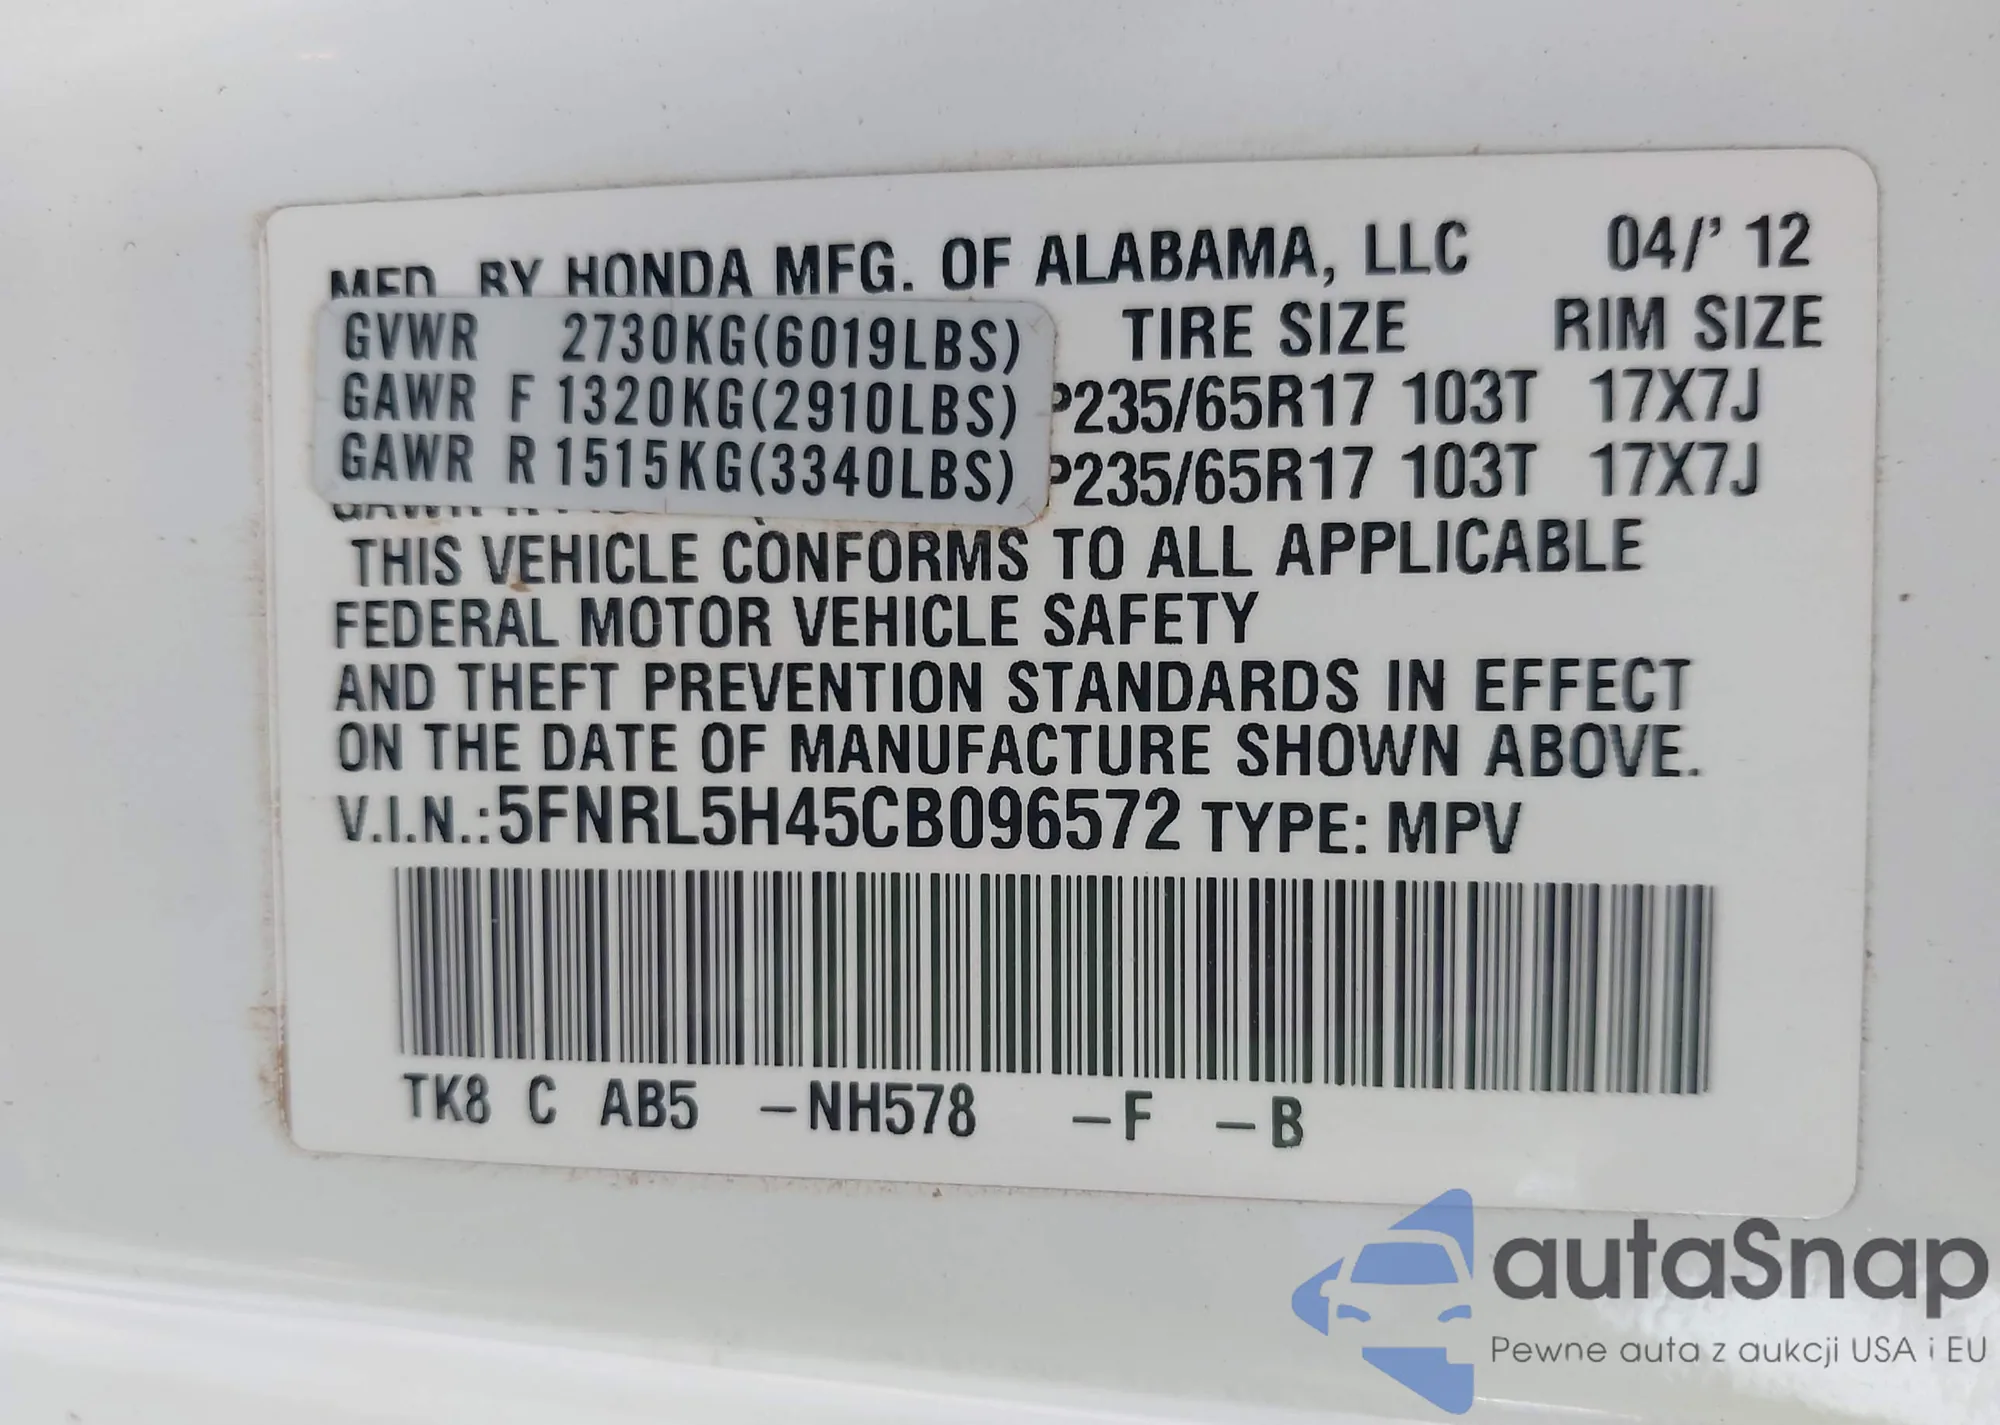 MFD. BY HONDA MFG. OF ALABAMA, LLC 04/'12
GVWR 2730KG(6019LBS) TIRE SIZE RIM SIZE
GAWR F 1320KG(2910LBS) P235/65R17 103T 17X7J
GAWR R 1515KG(3340LBS) P235/65R17 103T 17X7J
GAWR R
THIS VEHICLE CONFORMS TO ALL APPLICABLE
FEDERAL MOTOR VEHICLE SAFETY
AND THEFT PREVENTION STANDARDS IN EFFECT
ON THE DATE OF MANUFACTURE SHOWN ABOVE.
V.I.N.:5FNRL5H45CB096572 TYPE: MPV
TK8 C AB5 –NH578 –F –B
autaSnap
Pewne auta z aukcji USA i EU